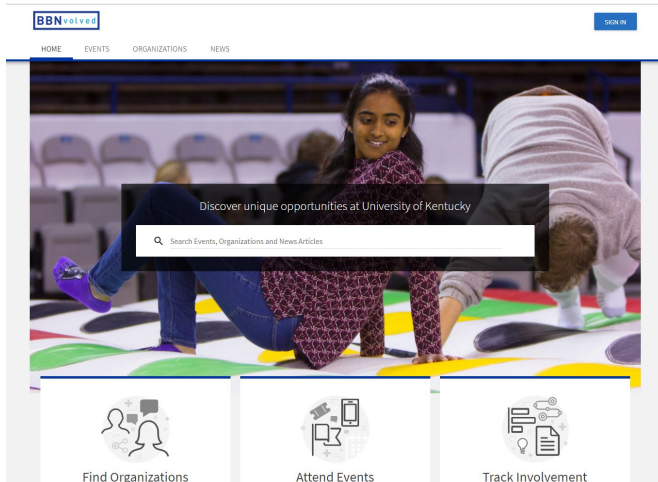 BBNvolved
SIGN IN
HOME EVENTS ORGANIZATIONS NEWS
Discover unique opportunities at University of Kentucky
Search Events, Organizations and News Articles
Find Organizations
Attend Events
Track Involvement